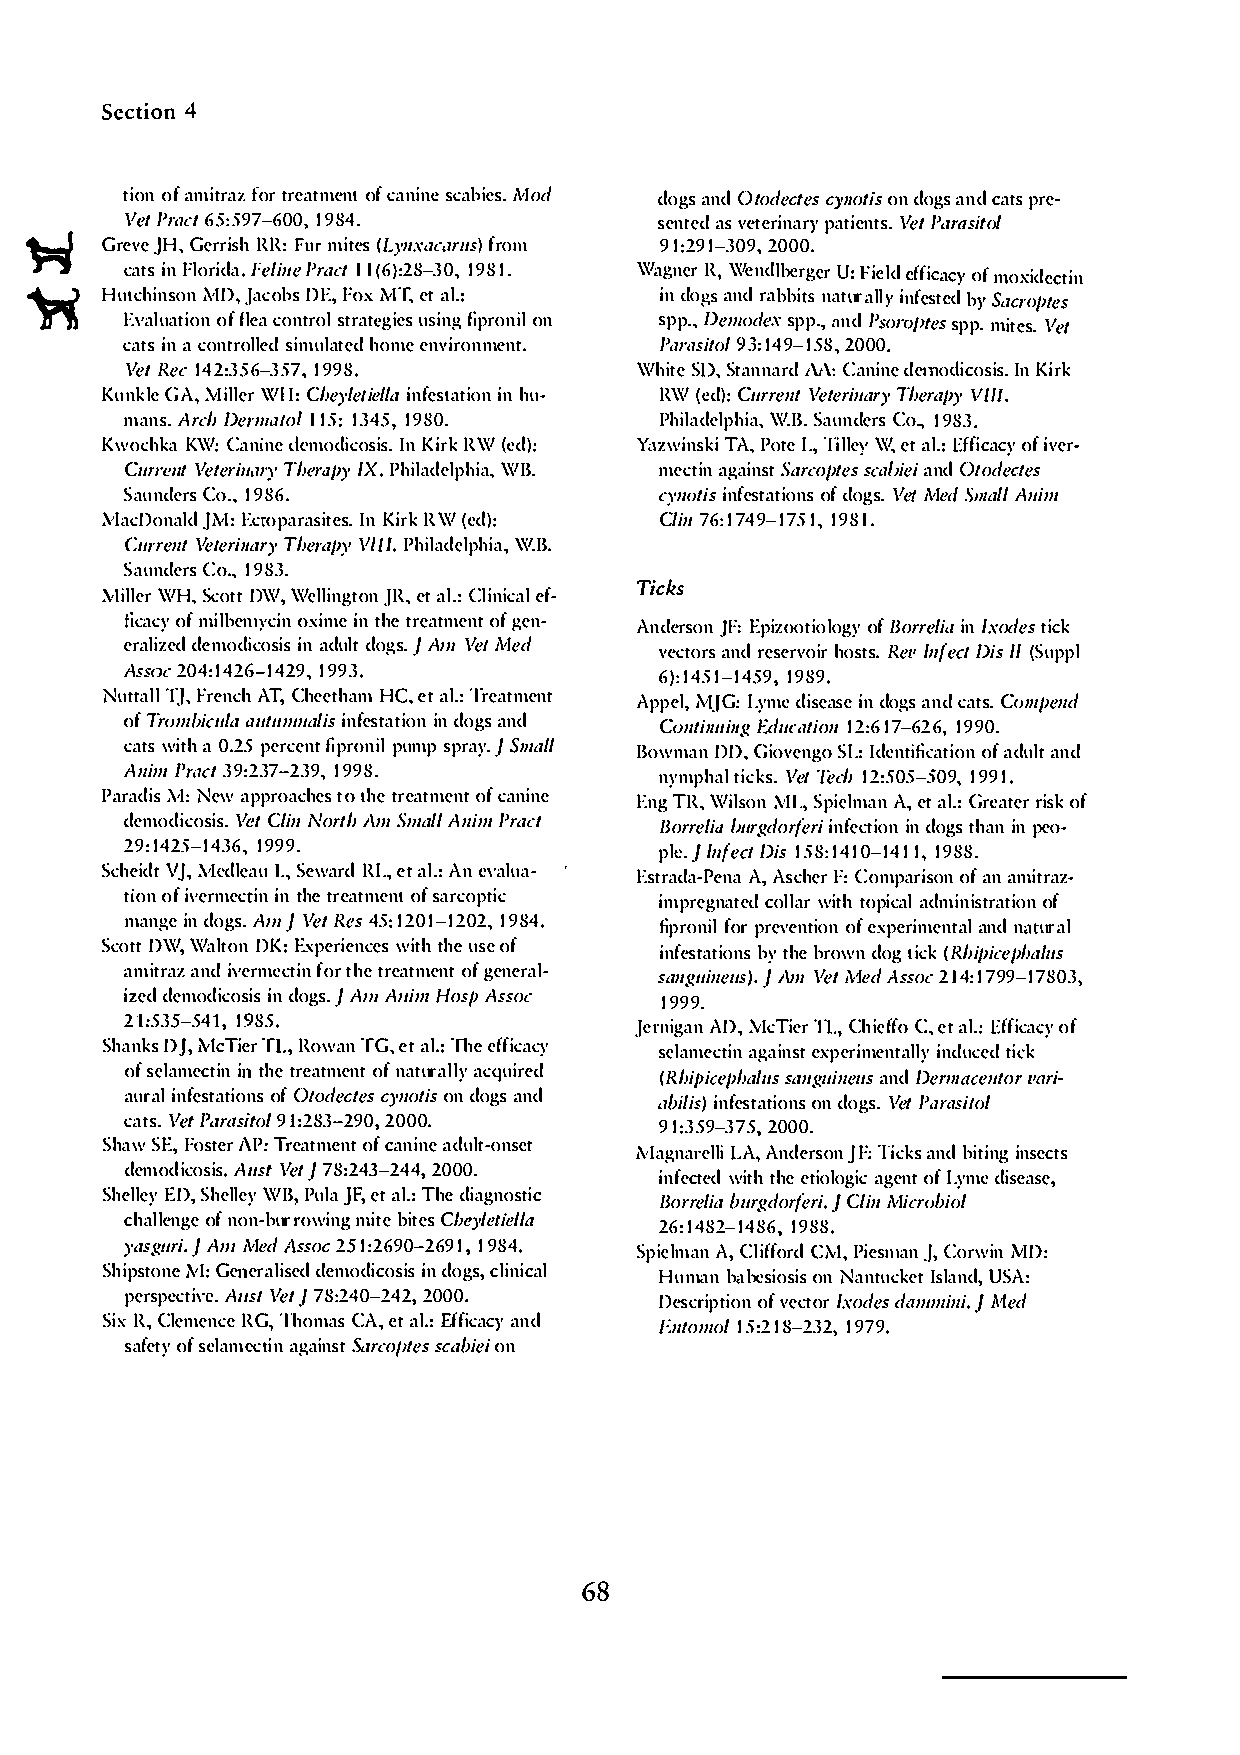 Section 4
tion of amitraz for treatment of canine scabies. Mod
Vet Pract 65:597–600, 1984.
Greve JH, Gerrish RR: Fur mites (Lynxacarus) from
cats in Florida. Feline Pract 11(6):28–30, 1981.
Hutchinson MD, Jacobs DE, Fox MT, et al.:
Evaluation of flea control strategies using fipronil on
cats in a controlled simulated home environment.
Vet Rec 142:356–357, 1998.
Kunkle GA, Miller WH: Cheyletiella infestation in hu-
mans. Arch Dermatol 115: 1345, 1980.
Kwochka KW: Canine demodicosis. In Kirk RW (ed):
Current Veterinary Therapy IX. Philadelphia, WB.
Saunders Co., 1986.
MacDonald JM: Ectoparasites. In Kirk RW (ed):
Current Veterinary Therapy VIII. Philadelphia, W.B.
Saunders Co., 1983.
Miller WH, Scott DW, Wellington JR, et al.: Clinical ef-
ficacy of milbemycin oxime in the treatment of gen-
eralized demodicosis in adult dogs. J Am Vet Med
Assoc 204:1426–1429, 1993.
Nuttall TJ, French AT, Cheetham HC, et al.: Treatment
of Trombicula autumnalis infestation in dogs and
cats with a 0.25 percent fipronil pump spray. J Small
Anim Pract 39:237–239, 1998.
Paradis M: New approaches to the treatment of canine
demodicosis. Vet Clin North Am Small Anim Pract
29:1425–1436, 1999.
Scheidt VJ, Medleau L, Seward RL, et al.: An evalua-
tion of ivermectin in the treatment of sarcoptic
mange in dogs. Am J Vet Res 45:1201–1202, 1984.
Scott DW, Walton DK: Experiences with the use of
amitraz and ivermectin for the treatment of general-
ized demodicosis in dogs. J Am Anim Hosp Assoc
21:535–541, 1985.
Shanks DJ, McTier TL, Rowan TG, et al.: The efficacy
of selamectin in the treatment of naturally acquired
aural infestations of Otodectes cynotis on dogs and
cats. Vet Parasitol 91:283–290, 2000.
Shaw SE, Foster AP: Treatment of canine adult-onset
demodicosis. Aust Vet J 78:243–244, 2000.
Shelley ED, Shelley WB, Pula JF, et al.: The diagnostic
challenge of non-burrowing mite bites Cheyletiella
yasguri. J Am Med Assoc 251:2690–2691, 1984.
Shipstone M: Generalised demodicosis in dogs, clinical
perspective. Aust Vet J 78:240–242, 2000.
Six R, Clemence RG, Thomas CA, et al.: Efficacy and
safety of selamectin against Sarcoptes scabiei on
dogs and Otodectes cynotis on dogs and cats pre-
sented as veterinary patients. Vet Parasitol
91:291–309, 2000.
Wagner R, Wendlberger U: Field efficacy of moxidectin
in dogs and rabbits naturally infested by Sacroptes
spp., Demodex spp., and Psoroptes spp. mites. Vet
Parasitol 93:149–158, 2000.
White SD, Stannard AA: Canine demodicosis. In Kirk
RW (ed): Current Veterinary Therapy VIII.
Philadelphia, W.B. Saunders Co., 1983.
Yazwinski TA, Pote L, Tilley W, et al.: Efficacy of iver-
mectin against Sarcoptes scabiei and Otodectes
cynotis infestations of dogs. Vet Med Small Anim
Clin 76:1749–1751, 1981.
Ticks
Anderson JF: Epizootiology of Borrelia in Ixodes tick
vectors and reservoir hosts. Rev Infect Dis II (Suppl
6):1451–1459, 1989.
Appel, MJG: Lyme disease in dogs and cats. Compend
Continuing Education 12:617–626, 1990.
Bowman DD, Giovengo SL: Identification of adult and
nymphal ticks. Vet Tech 12:505–509, 1991.
Eng TR, Wilson ML, Spielman A, et al.: Greater risk of
Borrelia burgdorferi infection in dogs than in peo-
ple. J Infect Dis 158:1410–1411, 1988.
Estrada-Pena A, Ascher F: Comparison of an amitraz-
impregnated collar with topical administration of
fipronil for prevention of experimental and natural
infestations by the brown dog tick (Rhipicephalus
sanguineus). J Am Vet Med Assoc 214:1799–17803,
1999.
Jernigan AD, McTier TL, Chieffo C, et al.: Efficacy of
selamectin against experimentally induced tick
(Rhipicephalus sanguineus and Dermacentor vari-
abilis) infestations on dogs. Vet Parasitol
91:359–375, 2000.
Magnarelli LA, Anderson JF: Ticks and biting insects
infected with the etiologic agent of Lyme disease,
Borrelia burgdorferi. J Clin Microbiol
26:1482–1486, 1988.
Spielman A, Clifford CM, Piesman J, Corwin MD:
Human babesiosis on Nantucket Island, USA:
Description of vector Ixodes dammini. J Med
Entomol 15:218–232, 1979.
68